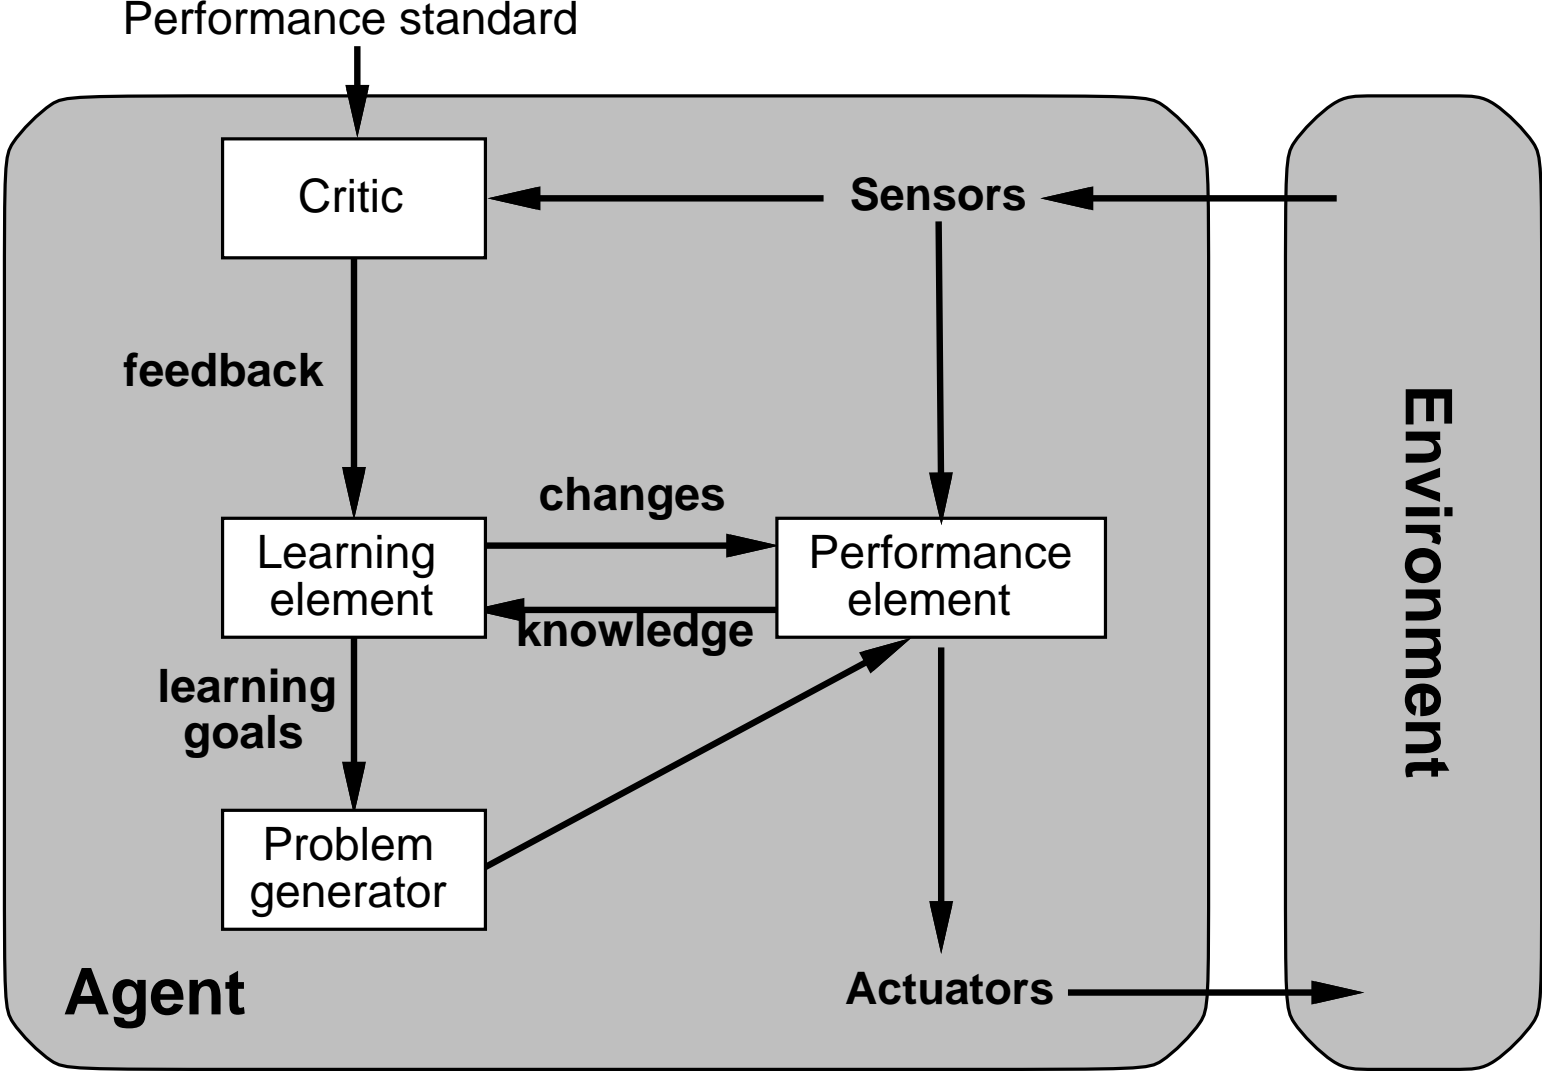 Performance standard
Critic
Sensors
feedback
changes
Learning
element
Performance
element
knowledge
learning
goals
Problem
generator
Agent
Actuators
Environment